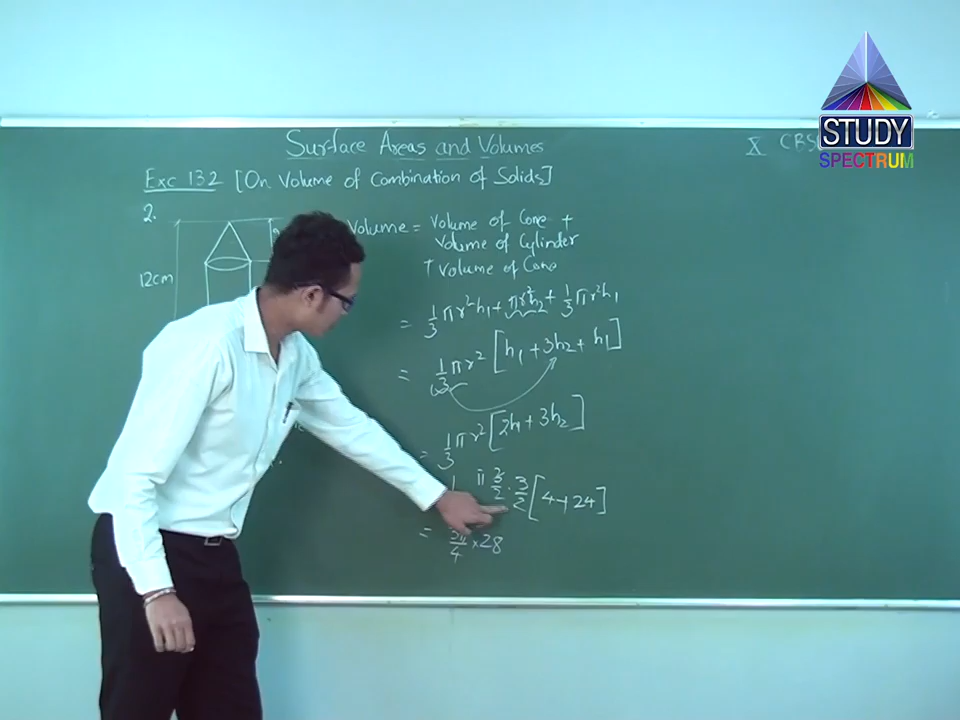 STUDY
SPECTRUM
Surface Areas and Volumes
X CBS
Exc 13.2 [On Volume of Combination of Solids]
2.
12cm
Volume = Volume of Cone +
Volume of Cylinder
+ Volume of Cone
= 1/3 πr²h₁ + πr²h₂ + 1/3 πr²h₁
= 1/3 πr² [h₁ + 3h₂ + h₁]
= 1/3 πr² [2h₁ + 3h₂]
π 3/2 · 3/2 [4 + 24]
= 3π/4 × 28